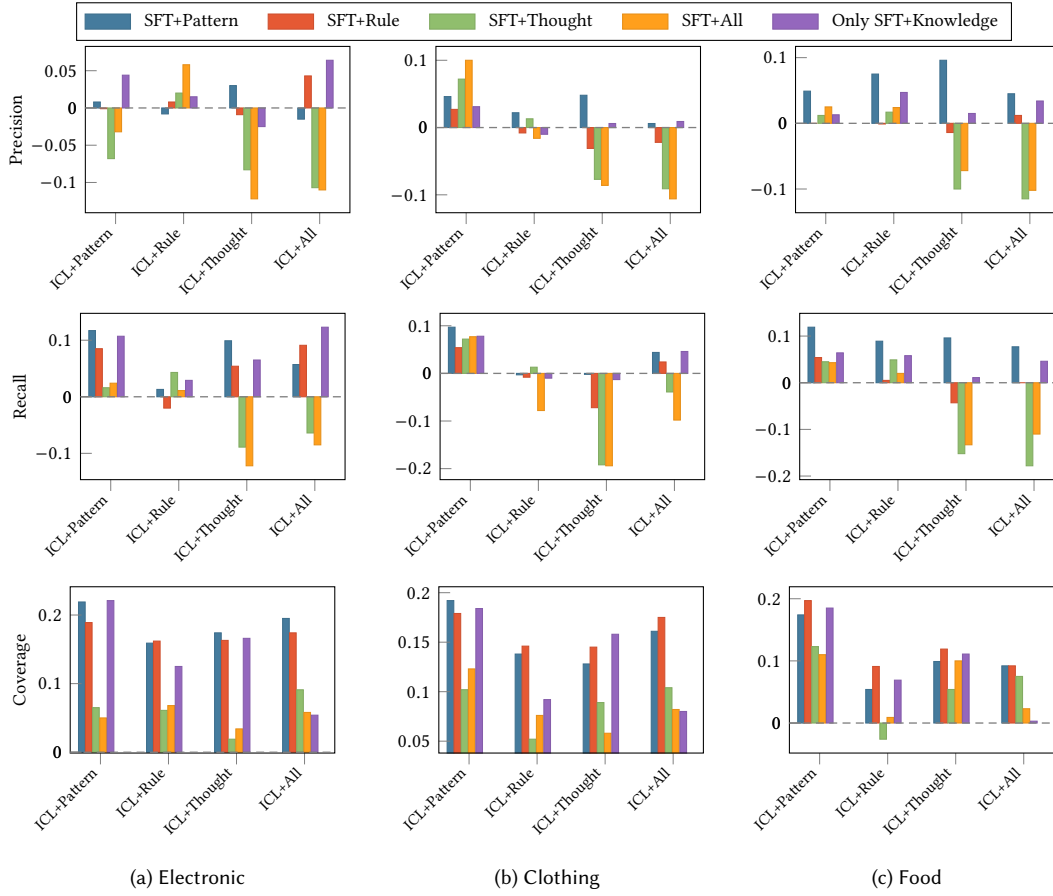 SFT+Pattern SFT+Rule SFT+Thought SFT+All Only SFT+Knowledge
Precision
0.05
0
−0.05
−0.1
ICL+Pattern
ICL+Rule
ICL+Thought
ICL+All
0.1
0
−0.1
ICL+Pattern
ICL+Rule
ICL+Thought
ICL+All
0.1
0
−0.1
ICL+Pattern
ICL+Rule
ICL+Thought
ICL+All
Recall
0.1
0
−0.1
ICL+Pattern
ICL+Rule
ICL+Thought
ICL+All
0.1
0
−0.1
−0.2
ICL+Pattern
ICL+Rule
ICL+Thought
ICL+All
0.1
0
−0.1
−0.2
ICL+Pattern
ICL+Rule
ICL+Thought
ICL+All
Coverage
0.2
0.1
0
ICL+Pattern
ICL+Rule
ICL+Thought
ICL+All
0.2
0.15
0.1
0.05
ICL+Pattern
ICL+Rule
ICL+Thought
ICL+All
0.2
0.1
0
ICL+Pattern
ICL+Rule
ICL+Thought
ICL+All
(a) Electronic
(b) Clothing
(c) Food